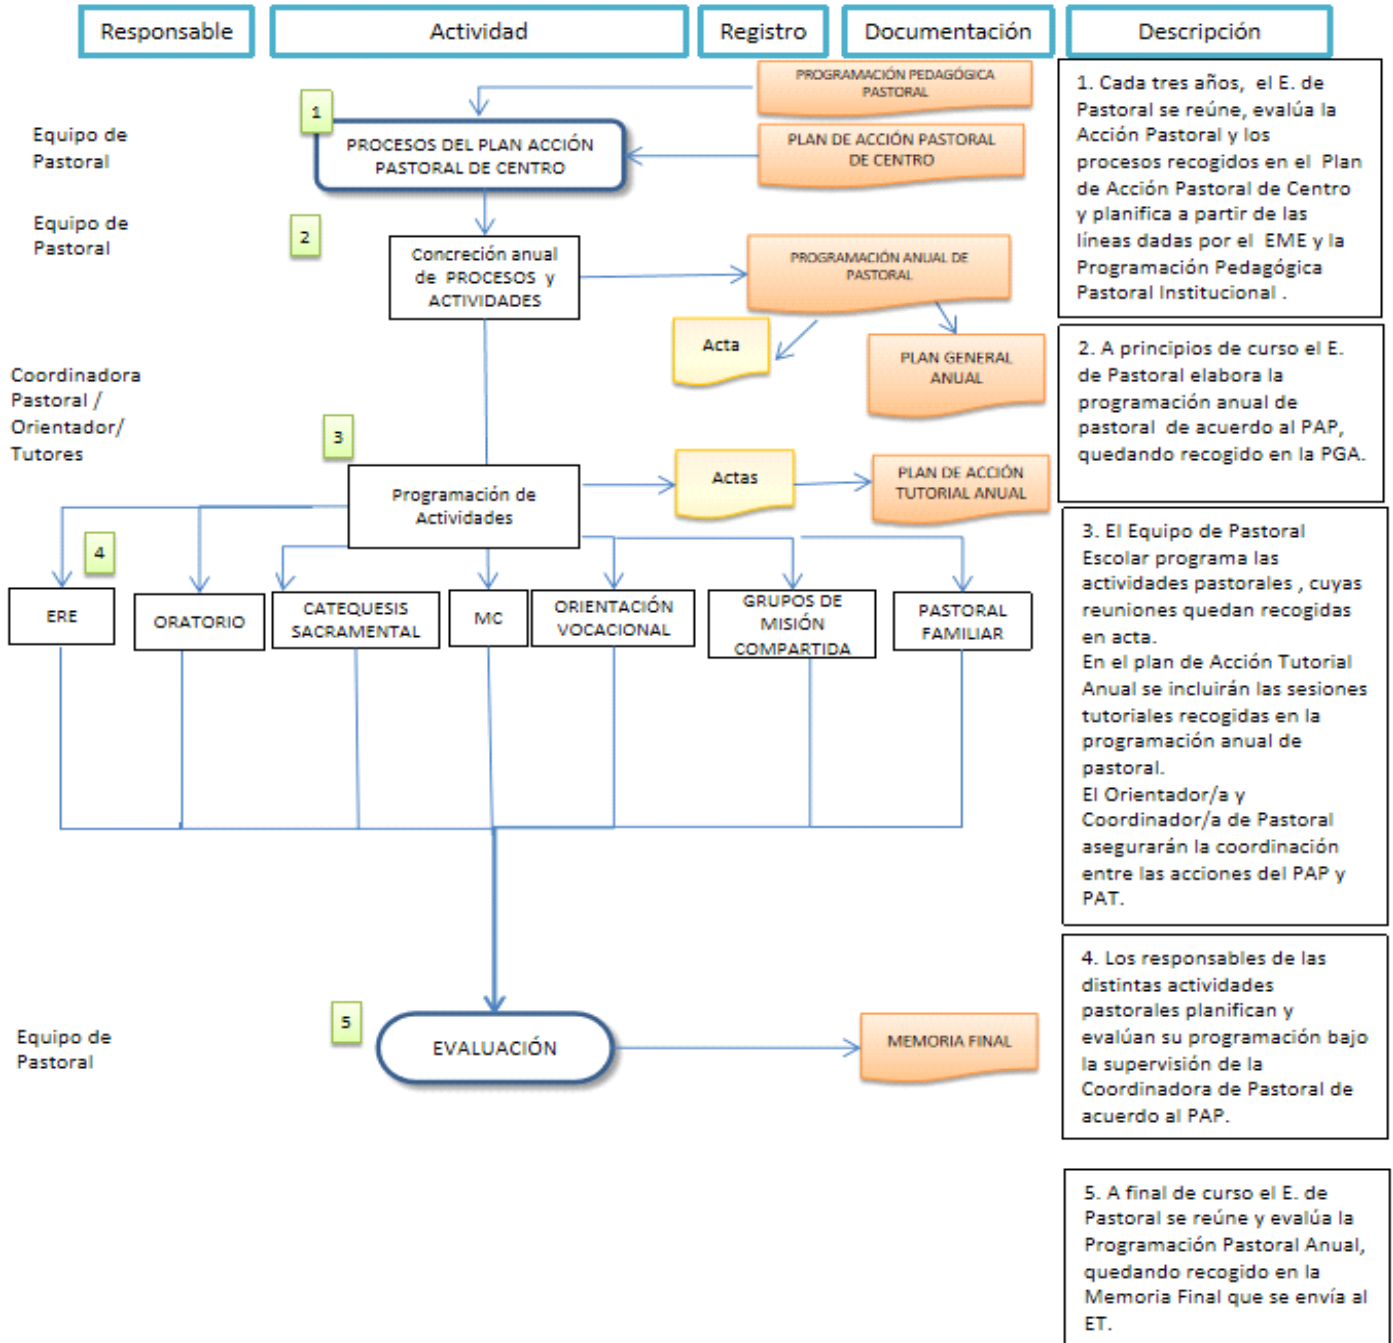 Responsable
Actividad
Registro
Documentación
Descripción
PROGRAMACIÓN PEDAGÓGICA
PASTORAL
1
Equipo de
Pastoral
PROCESOS DEL PLAN ACCIÓN
PASTORAL DE CENTRO
PLAN DE ACCIÓN PASTORAL
DE CENTRO
1. Cada tres años, el E. de
Pastoral se reúne, evalúa la
Acción Pastoral y los
procesos recogidos en el Plan
de Acción Pastoral de Centro
y planifica a partir de las
líneas dadas por el EME y la
Programación Pedagógica
Pastoral Institucional .
Equipo de
Pastoral
2
Concreción anual
de PROCESOS y
ACTIVIDADES
PROGRAMACIÓN ANUAL DE
PASTORAL
Acta
PLAN GENERAL
ANUAL
2. A principios de curso el E.
de Pastoral elabora la
programación anual de
pastoral de acuerdo al PAP,
quedando recogido en la PGA.
Coordinadora
Pastoral /
Orientador/
Tutores
3
Programación de
Actividades
Actas
PLAN DE ACCIÓN
TUTORIAL ANUAL
3. El Equipo de Pastoral
Escolar programa las
actividades pastorales , cuyas
reuniones quedan recogidas
en acta.
En el plan de Acción Tutorial
Anual se incluirán las sesiones
tutoriales recogidas en la
programación anual de
pastoral.
El Orientador/a y
Coordinador/a de Pastoral
asegurarán la coordinación
entre las acciones del PAP y
PAT.
4
ERE
ORATORIO
CATEQUESIS
SACRAMENTAL
MC
ORIENTACIÓN
VOCACIONAL
GRUPOS DE
MISIÓN
COMPARTIDA
PASTORAL
FAMILIAR
4. Los responsables de las
distintas actividades
pastorales planifican y
evalúan su programación bajo
la supervisión de la
Coordinadora de Pastoral de
acuerdo al PAP.
Equipo de
Pastoral
5
EVALUACIÓN
MEMORIA FINAL
5. A final de curso el E. de
Pastoral se reúne y evalúa la
Programación Pastoral Anual,
quedando recogido en la
Memoria Final que se envía al
ET.